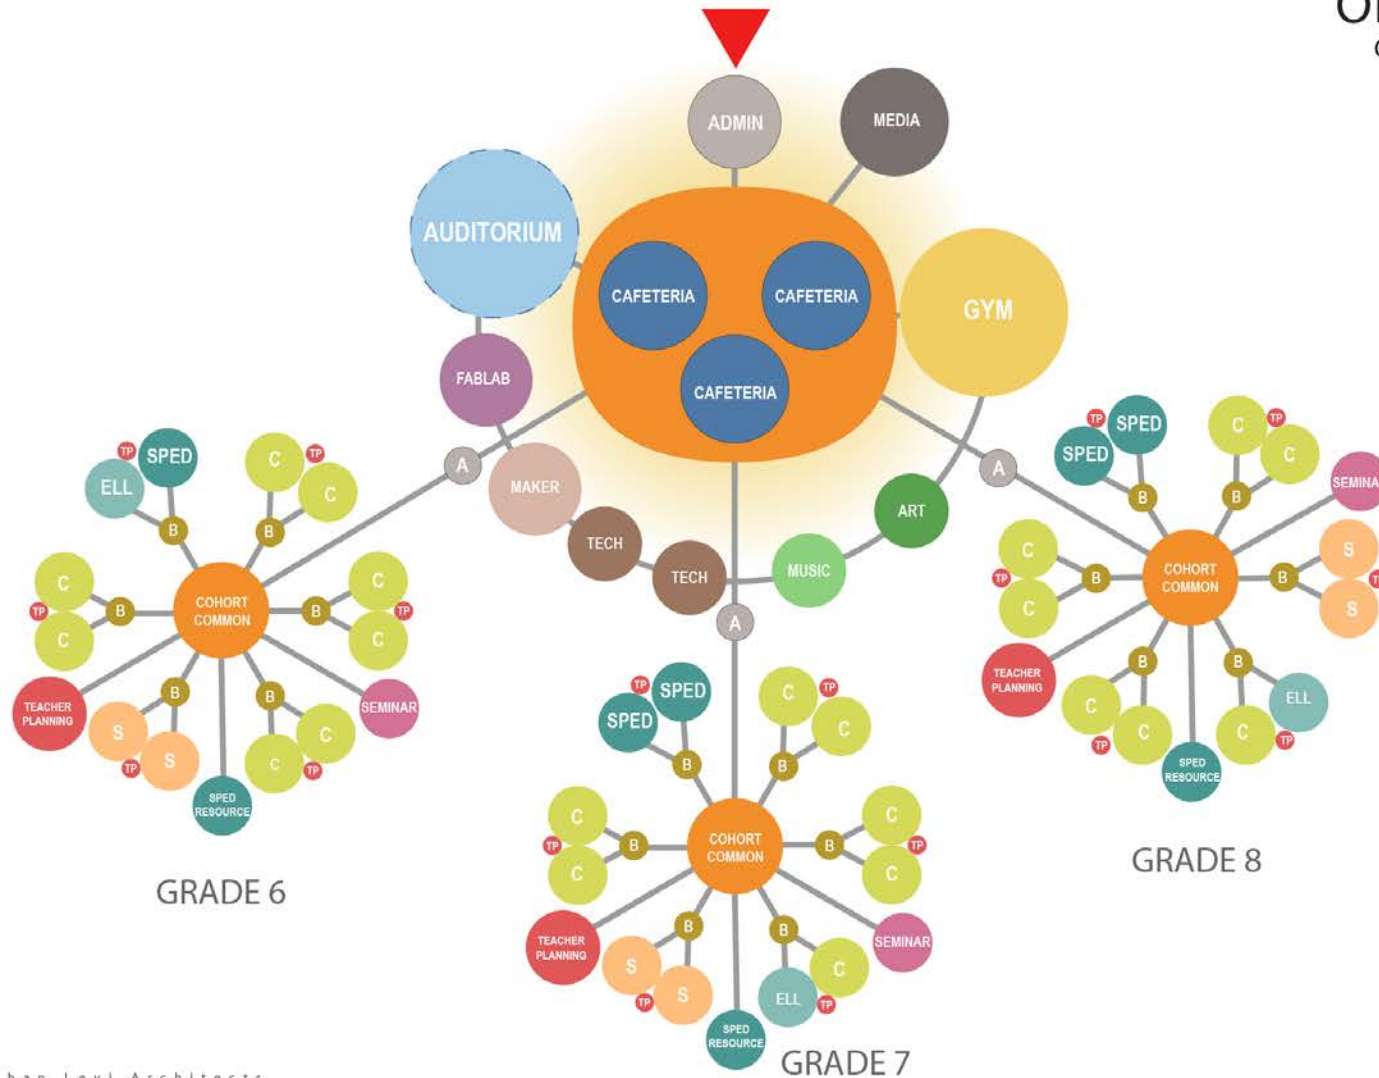 ADMIN
MEDIA
AUDITORIUM
CAFETERIA
CAFETERIA
CAFETERIA
GYM
FABLAB
MAKER
TECH
TECH
MUSIC
ART
A
A
A
TP
SPED
ELL
B
C
TP
C
B
C
TP
C
B
COHORT
COMMON
B
C
TP
C
TEACHER
PLANNING
B
S
S
TP
SPED
RESOURCE
B
C
C
TP
SEMINAR
GRADE 6
TP
SPED
SPED
B
C
TP
C
B
C
TP
C
B
COHORT
COMMON
B
C
TP
C
TEACHER
PLANNING
B
S
S
TP
SPED
RESOURCE
B
C
ELL
TP
SEMINAR
GRADE 7
TP
SPED
SPED
B
C
TP
C
B
SEMINA
C
TP
C
B
COHORT
COMMON
B
S
S
TEACHER
PLANNING
B
C
C
TP
SPED
RESOURCE
B
ELL
C
TP
GRADE 8
Architects